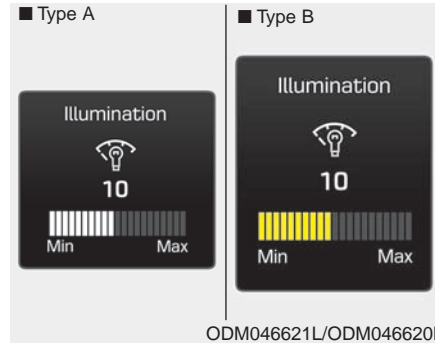 ■ Type A
Illumination
10
Min Max
■ Type B
Illumination
10
Min Max
ODM046621L/ODM046620